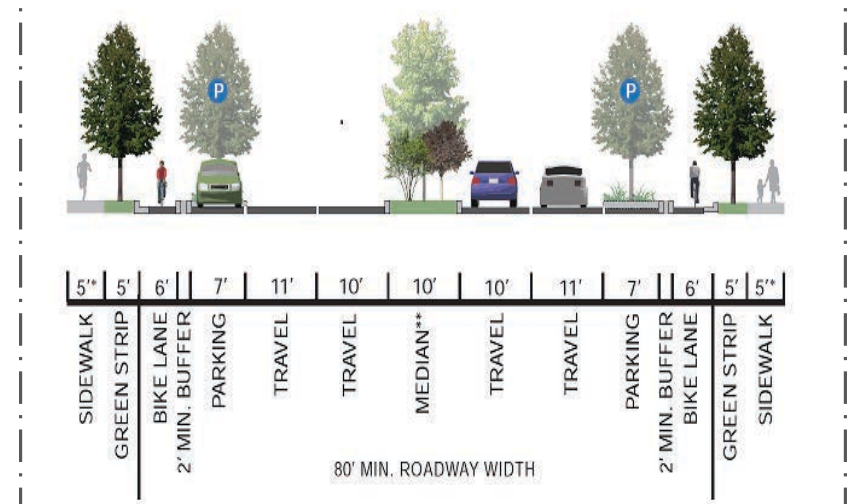 P
P
5'* 5' 6' 7' 11' 10' 10' 10' 11' 7' 6' 5' 5'*
SIDEWALK
GREEN STRIP
BIKE LANE
2' MIN. BUFFER
PARKING
TRAVEL
TRAVEL
MEDIAN**
TRAVEL
TRAVEL
PARKING
2' MIN. BUFFER
BIKE LANE
GREEN STRIP
SIDEWALK
80' MIN. ROADWAY WIDTH